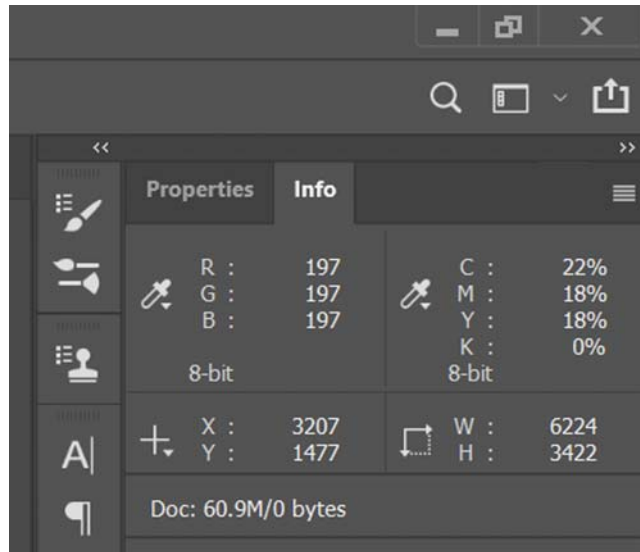 Properties Info
R : 197 C : 22%
G : 197 M : 18%
B : 197 Y : 18%
K : 0%
8-bit 8-bit
X : 3207 W : 6224
Y : 1477 H : 3422
Doc: 60.9M/0 bytes